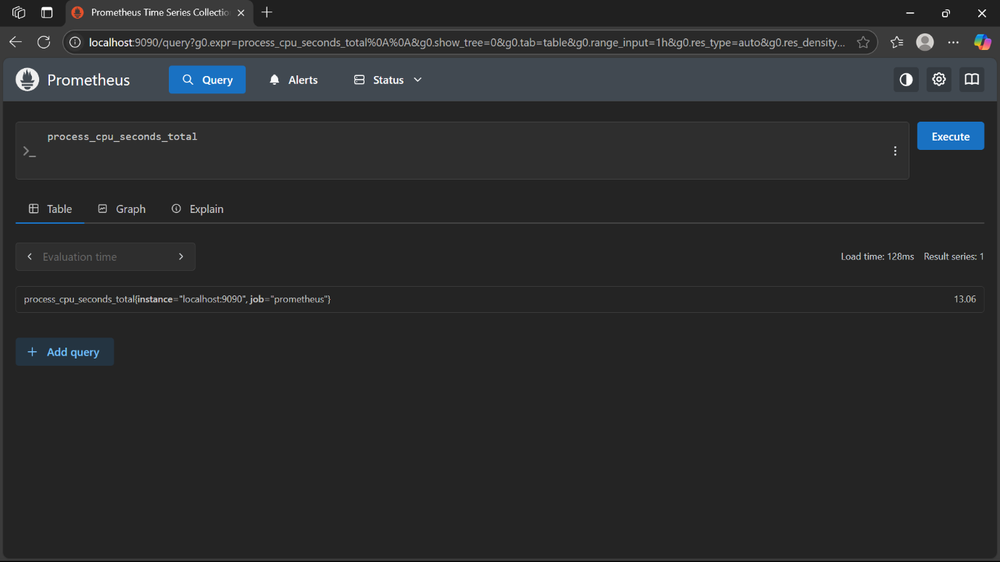 Prometheus Time Series Collectio
localhost:9090/query?g0.expr=process_cpu_seconds_total%0A%0A&g0.show_tree=0&g0.tab=table&g0.range_input=1h&g0.res_type=auto&g0.res_density...
Prometheus Query Alerts Status
process_cpu_seconds_total
Execute
Table Graph Explain
Evaluation time Load time: 128ms Result series: 1
process_cpu_seconds_total{instance="localhost:9090", job="prometheus"} 13.06
+ Add query